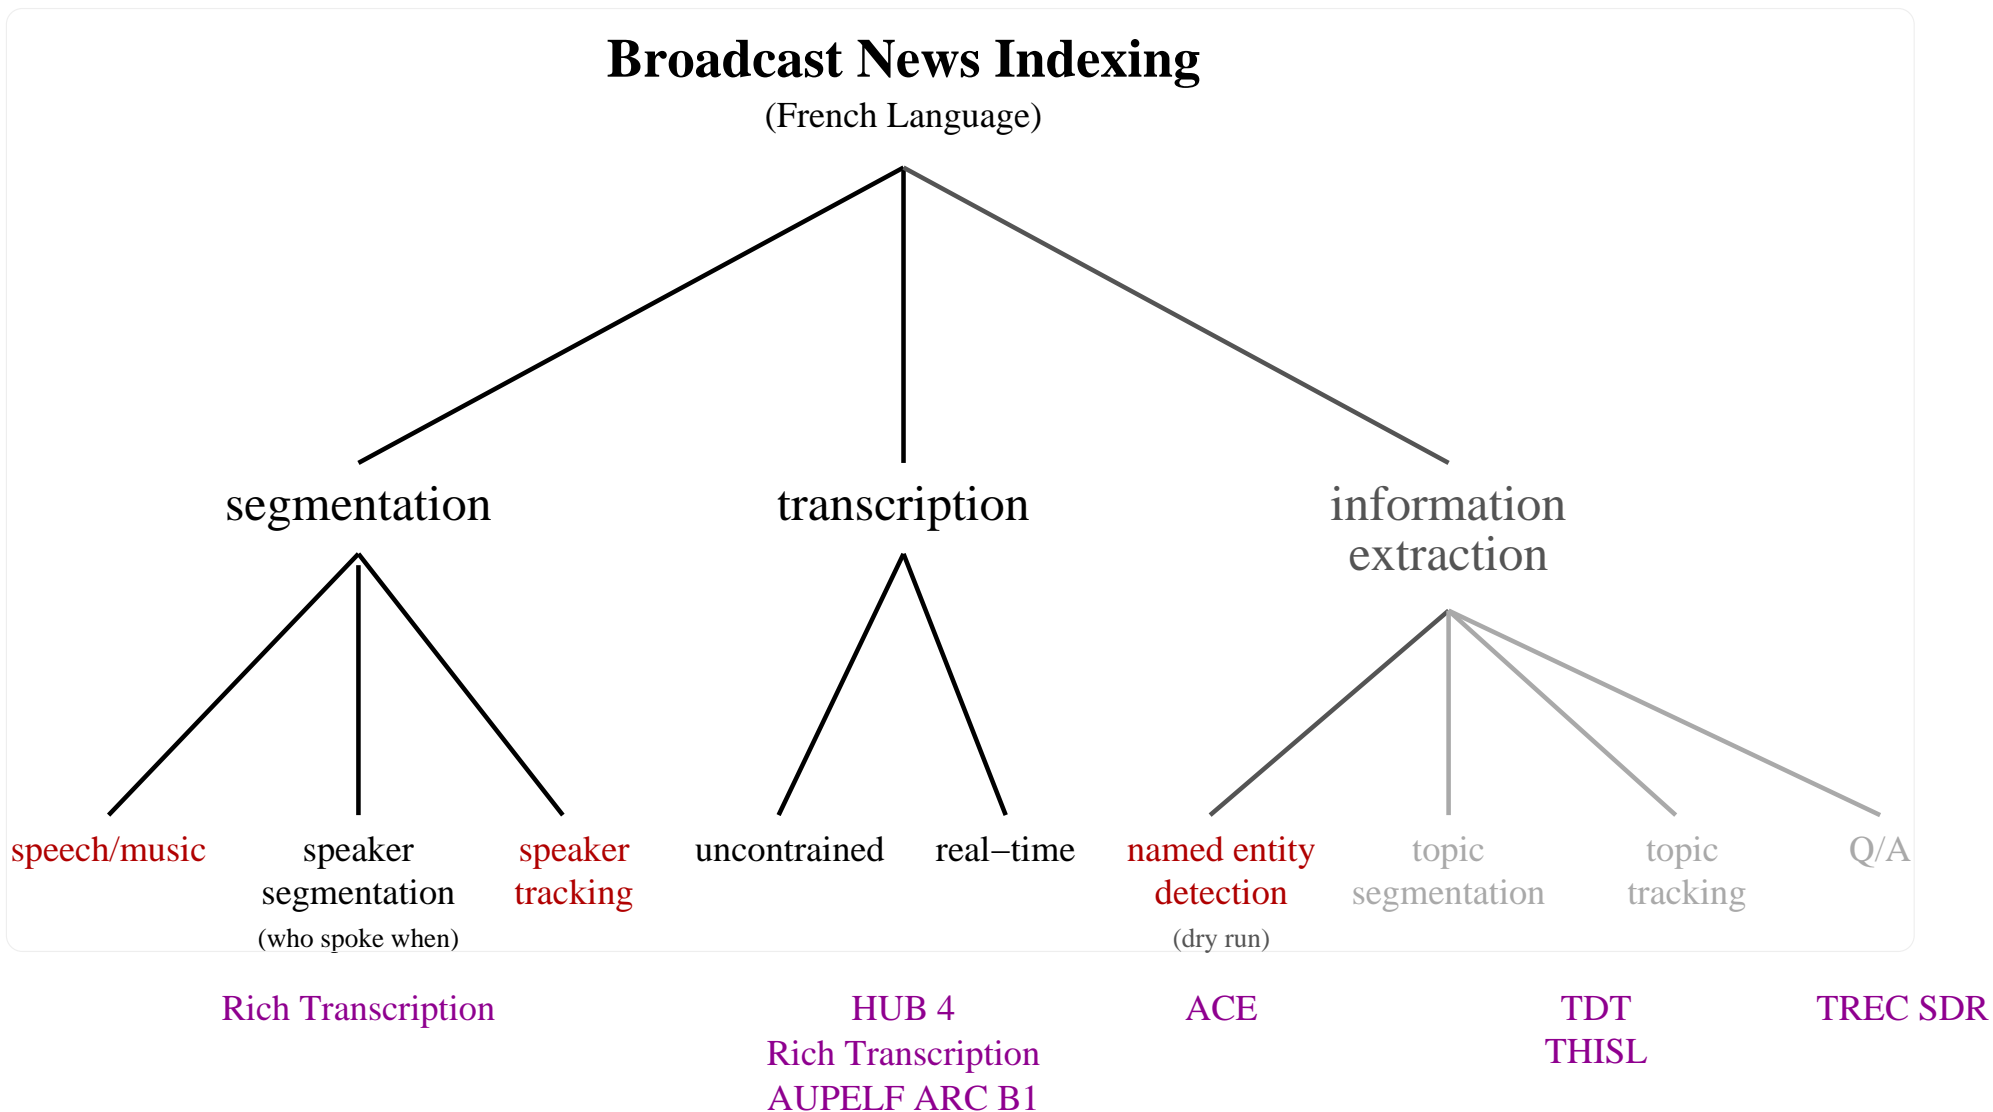 Broadcast News Indexing
(French Language)
segmentation
transcription
information
extraction
speech/music
speaker
segmentation
(who spoke when)
speaker
tracking
uncontrained
real−time
named entity
detection
(dry run)
topic
segmentation
topic
tracking
Q/A
Rich Transcription
HUB 4
Rich Transcription
AUPELF ARC B1
ACE
TDT
THISL
TREC SDR